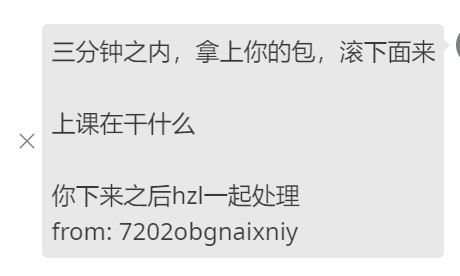 三分钟之内，拿上你的包，滚下面来
上课在干什么
你下来之后hzl一起处理
from: 7202obgnaixniy